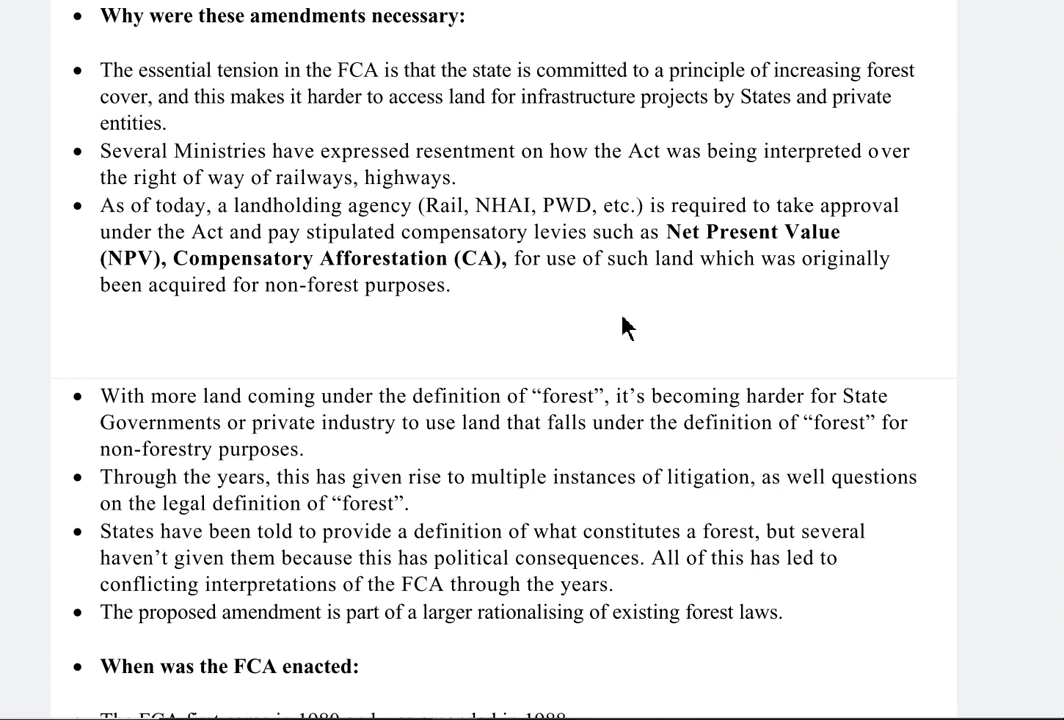 • Why were these amendments necessary:
• The essential tension in the FCA is that the state is committed to a principle of increasing forest
cover, and this makes it harder to access land for infrastructure projects by States and private
entities.
• Several Ministries have expressed resentment on how the Act was being interpreted over
the right of way of railways, highways.
• As of today, a landholding agency (Rail, NHAI, PWD, etc.) is required to take approval
under the Act and pay stipulated compensatory levies such as Net Present Value
(NPV), Compensatory Afforestation (CA), for use of such land which was originally
been acquired for non-forest purposes.
• With more land coming under the definition of “forest”, it’s becoming harder for State
Governments or private industry to use land that falls under the definition of “forest” for
non-forestry purposes.
• Through the years, this has given rise to multiple instances of litigation, as well questions
on the legal definition of “forest”.
• States have been told to provide a definition of what constitutes a forest, but several
haven’t given them because this has political consequences. All of this has led to
conflicting interpretations of the FCA through the years.
• The proposed amendment is part of a larger rationalising of existing forest laws.
• When was the FCA enacted: